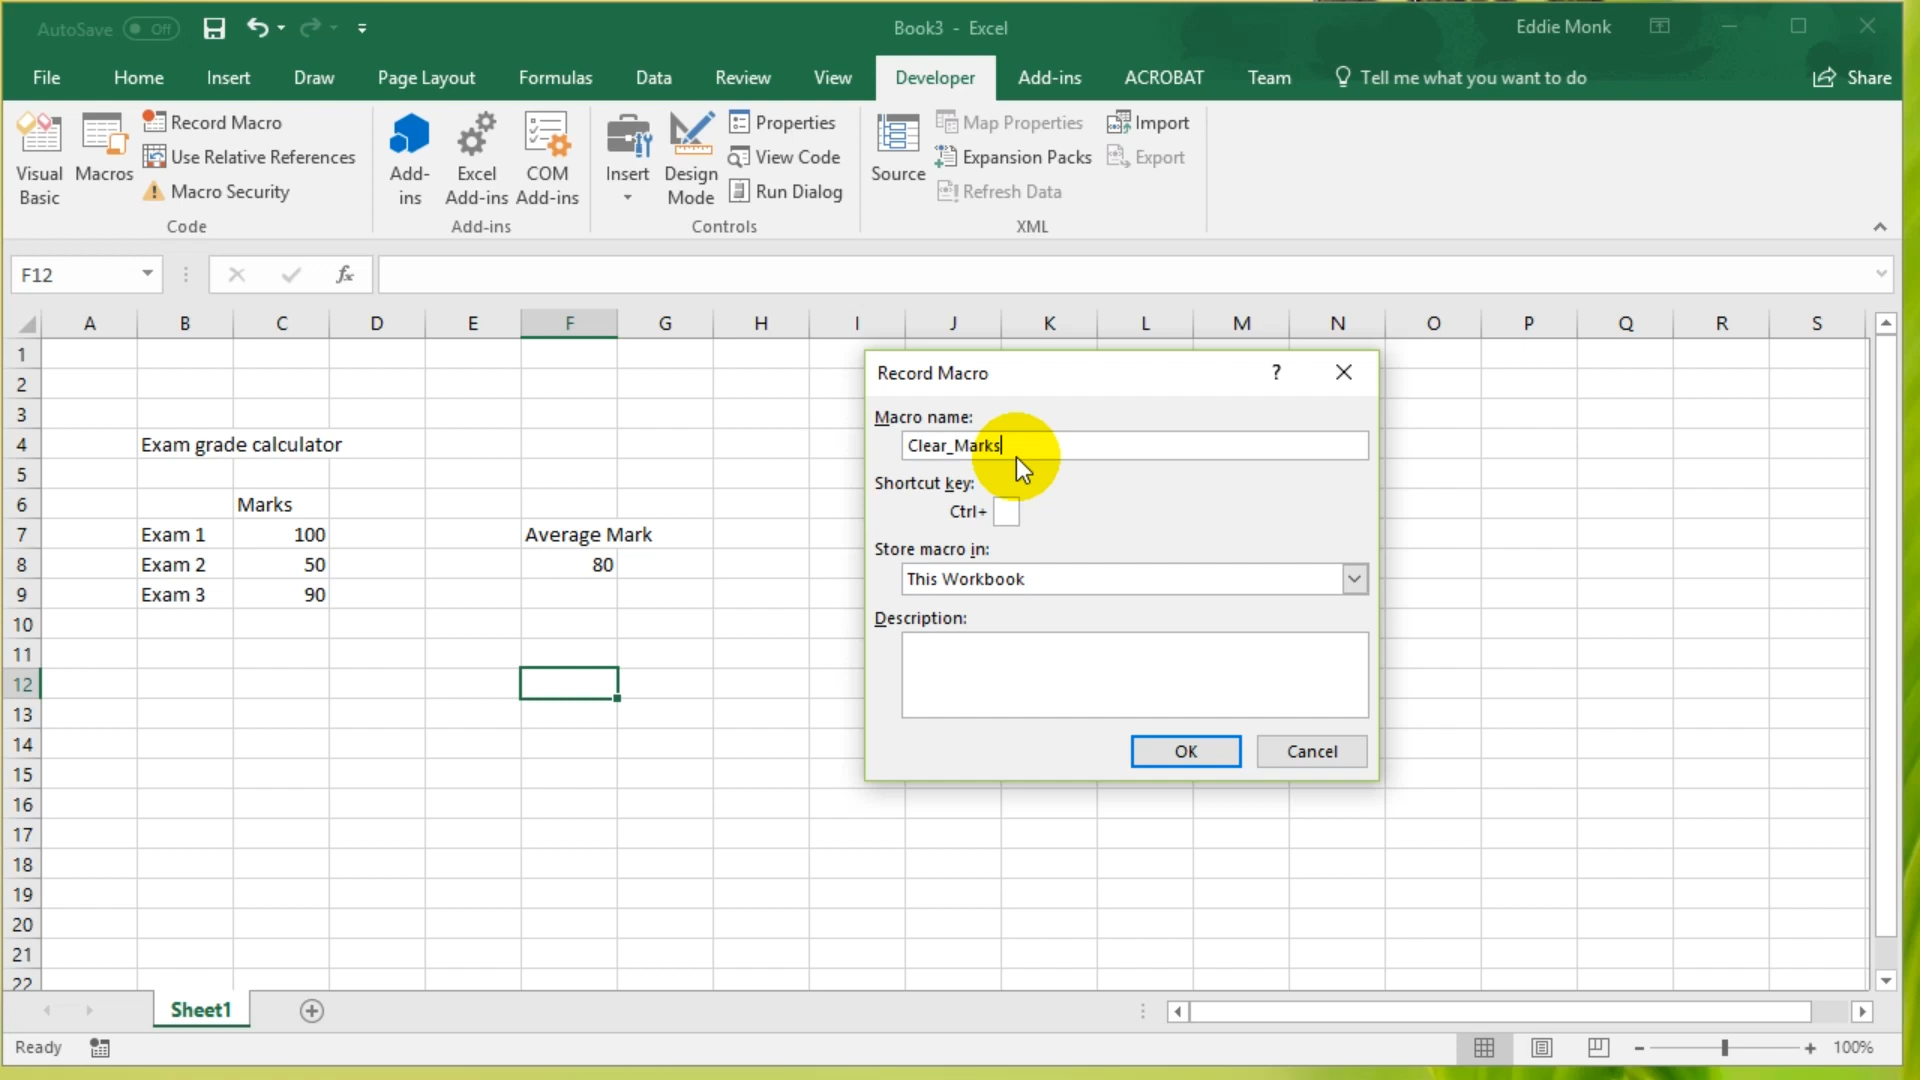 AutoSave Off
Book3 - Excel
Eddie Monk
File Home Insert Draw Page Layout Formulas Data Review View Developer Add-ins ACROBAT Team Tell me what you want to do Share
Visual Basic
Macros
Record Macro
Use Relative References
Macro Security
Code
Add-ins
Excel Add-ins
COM Add-ins
Add-ins
Insert
Design Mode
Properties
View Code
Run Dialog
Controls
Source
Map Properties
Expansion Packs
Refresh Data
Import
Export
XML
F12
fx
A B C D E F G H I J K L M N O P Q R S
1
2
3
4 Exam grade calculator
5
6 Marks
7 Exam 1 100 Average Mark
8 Exam 2 50 80
9 Exam 3 90
10
11
12
13
14
15
16
17
18
19
20
21
22
Record Macro ?
Macro name:
Clear_Marks
Shortcut key:
Ctrl+
Store macro in:
This Workbook
Description:
OK Cancel
Sheet1
Ready
100%